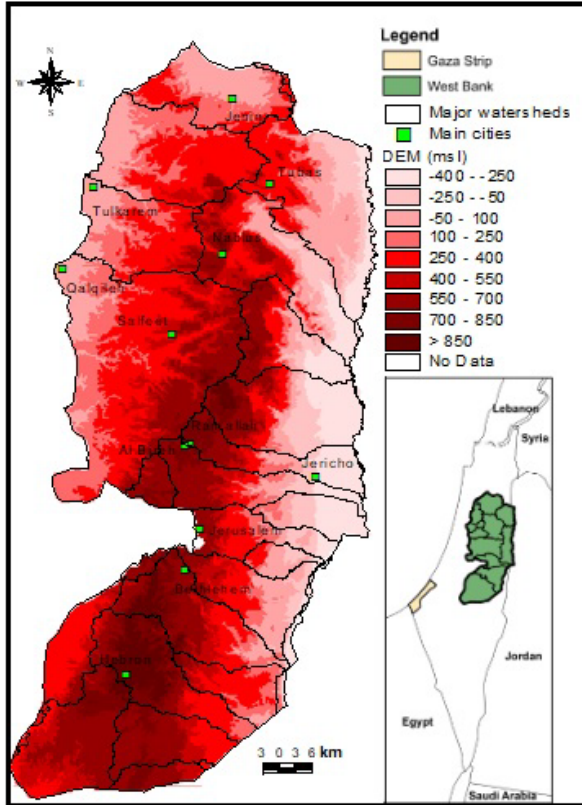 N
W E
S
Legend
Gaza Strip
West Bank
Major watersheds
Main cities
DEM (msl)
-400 - -250
-250 - -50
-50 - 100
100 - 250
250 - 400
400 - 550
550 - 700
700 - 850
> 850
No Data
Jenin
Tubas
Tulkarem
Nablus
Qalqileh
Salfeet
Ramallah
Al Bireh
Jericho
Jerusalem
Bethlehem
Hebron
3 0 3 6 km
Lebanon
Syria
Jordan
Egypt
Saudi Arabia